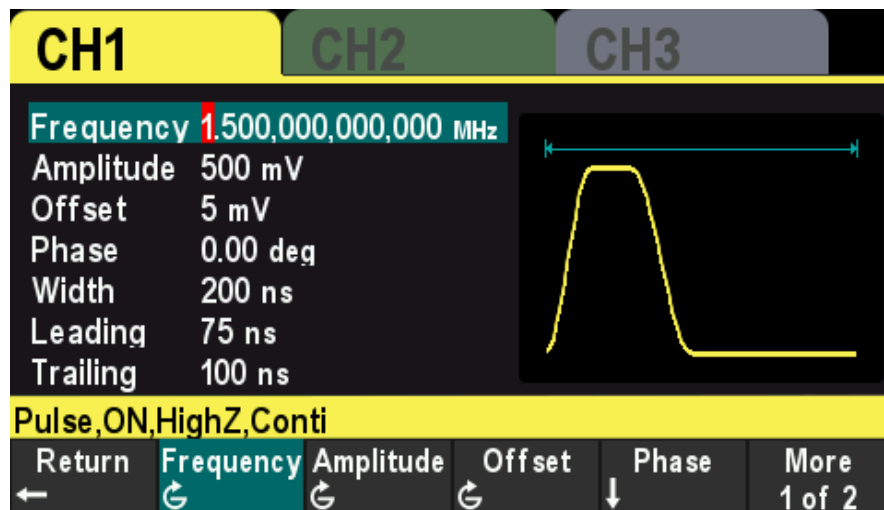 CH1 CH2 CH3
Frequency 1.500,000,000,000 MHz
Amplitude 500 mV
Offset 5 mV
Phase 0.00 deg
Width 200 ns
Leading 75 ns
Trailing 100 ns
Pulse,ON,HighZ,Conti
Return Frequency Amplitude Offset Phase More
1 of 2